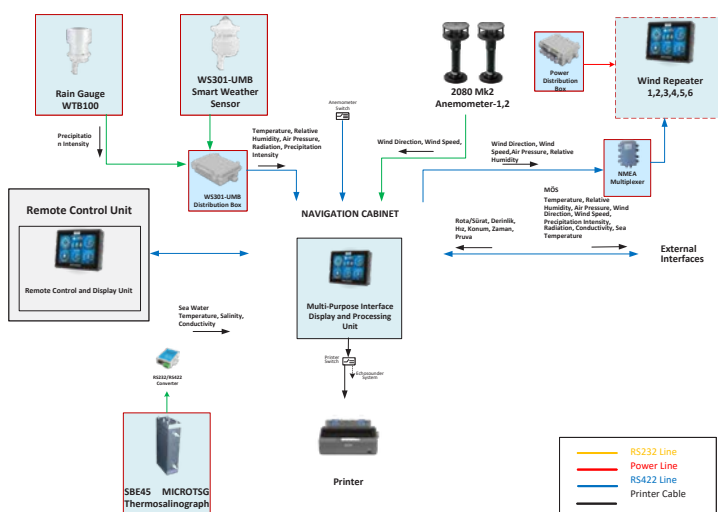 Rain Gauge
WTB100
WS301-UMB
Smart Weather
Sensor
Anemometer
Switch
2080 Mk2
Anemometer-1,2
Power
Distribution
Box
Wind Repeater
1,2,3,4,5,6
Precipitatio
n Intensity
Temperature, Relative
Humidity, Air Pressure,
Radiation, Precipitation
Intensity
WS301-UMB
Distribution Box
Wind Direction, Wind Speed,
Wind Direction, Wind
Speed,Air Pressure, Relative
Humidity
NMEA
Multiplexer
Remote Control Unit
Remote Control and Display Unit
NAVIGATION CABINET
MÖS
Temperature, Relative
Humidity, Air Pressure, Wind
Direction, Wind Speed,
Precipitation Intensity,
Radiation, Conductivity, Sea
Temperature
Rota/Sürat, Derinlik,
Hız, Konum, Zaman,
Pruva
External
Interfaces
Multi-Purpose Interface
Display and Processing
Unit
Sea Water
Temperature, Salinity,
Conductivity
RS232/RS422
Converter
Printer
Switch
Echosounder
System
SBE45 MICROTSG
Thermosalinograph
Printer
RS232 Line
Power Line
RS422 Line
Printer Cable